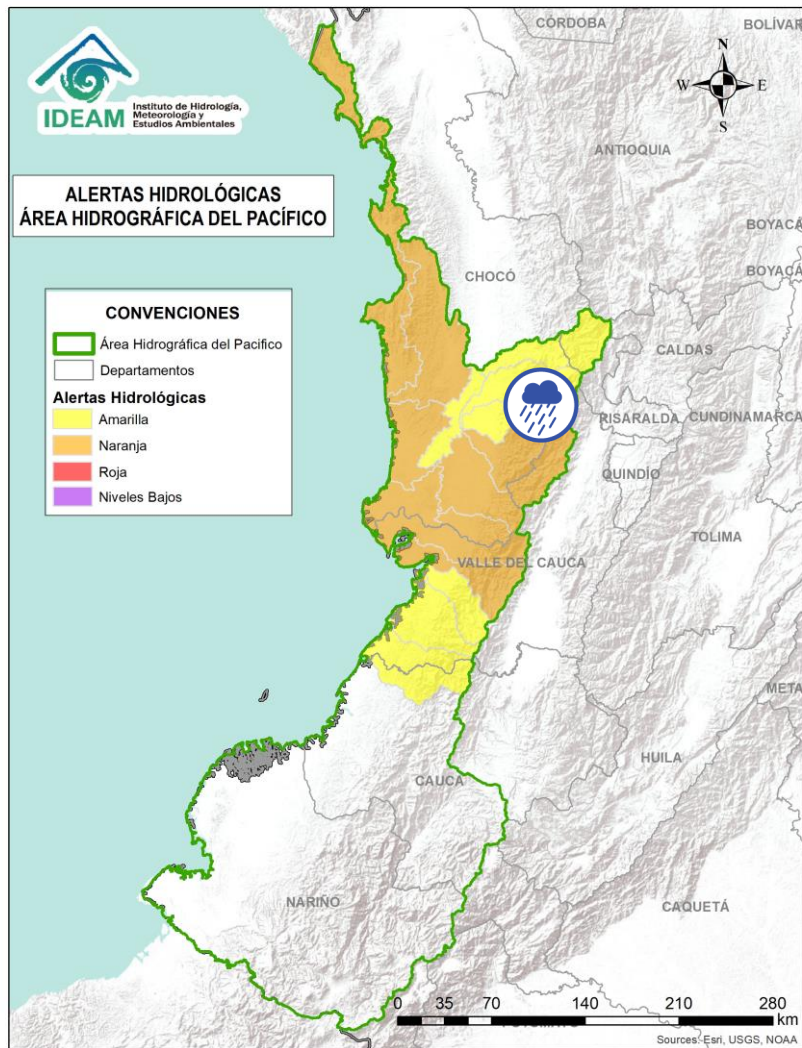 IDEAM
Instituto de Hidrología,
Meteorología y
Estudios Ambientales
ALERTAS HIDROLÓGICAS
ÁREA HIDROGRÁFICA DEL PACÍFICO
CONVENCIONES
Área Hidrográfica del Pacifico
Departamentos
Alertas Hidrológicas
Amarilla
Naranja
Roja
Niveles Bajos
CÓRDOBA
BOLÍVAR
N
W
E
S
ANTIOQUIA
BOYACÁ
CHOCÓ
BOYACÁ
CALDAS
RISARALDA
CUNDINAMARCA
QUINDÍO
TOLIMA
VALLE DEL CAUCA
META
HUILA
CAUCA
NARIÑO
CAQUETÁ
0 35 70 140 210 280
km
Sources: Esri, USGS, NOAA